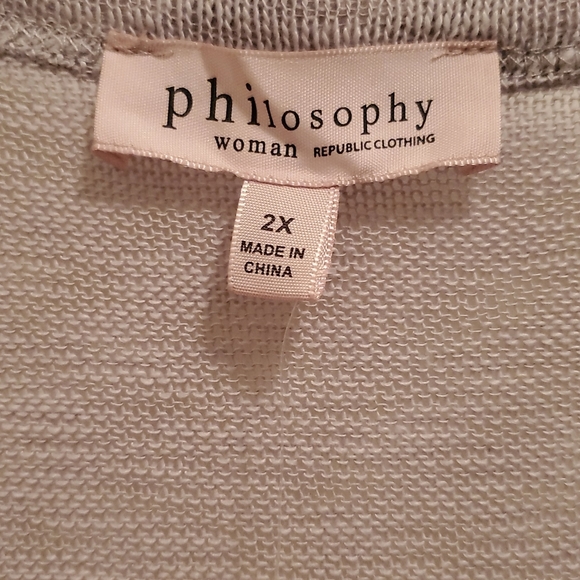 philosophy
woman REPUBLIC CLOTHING
2X
MADE IN
CHINA